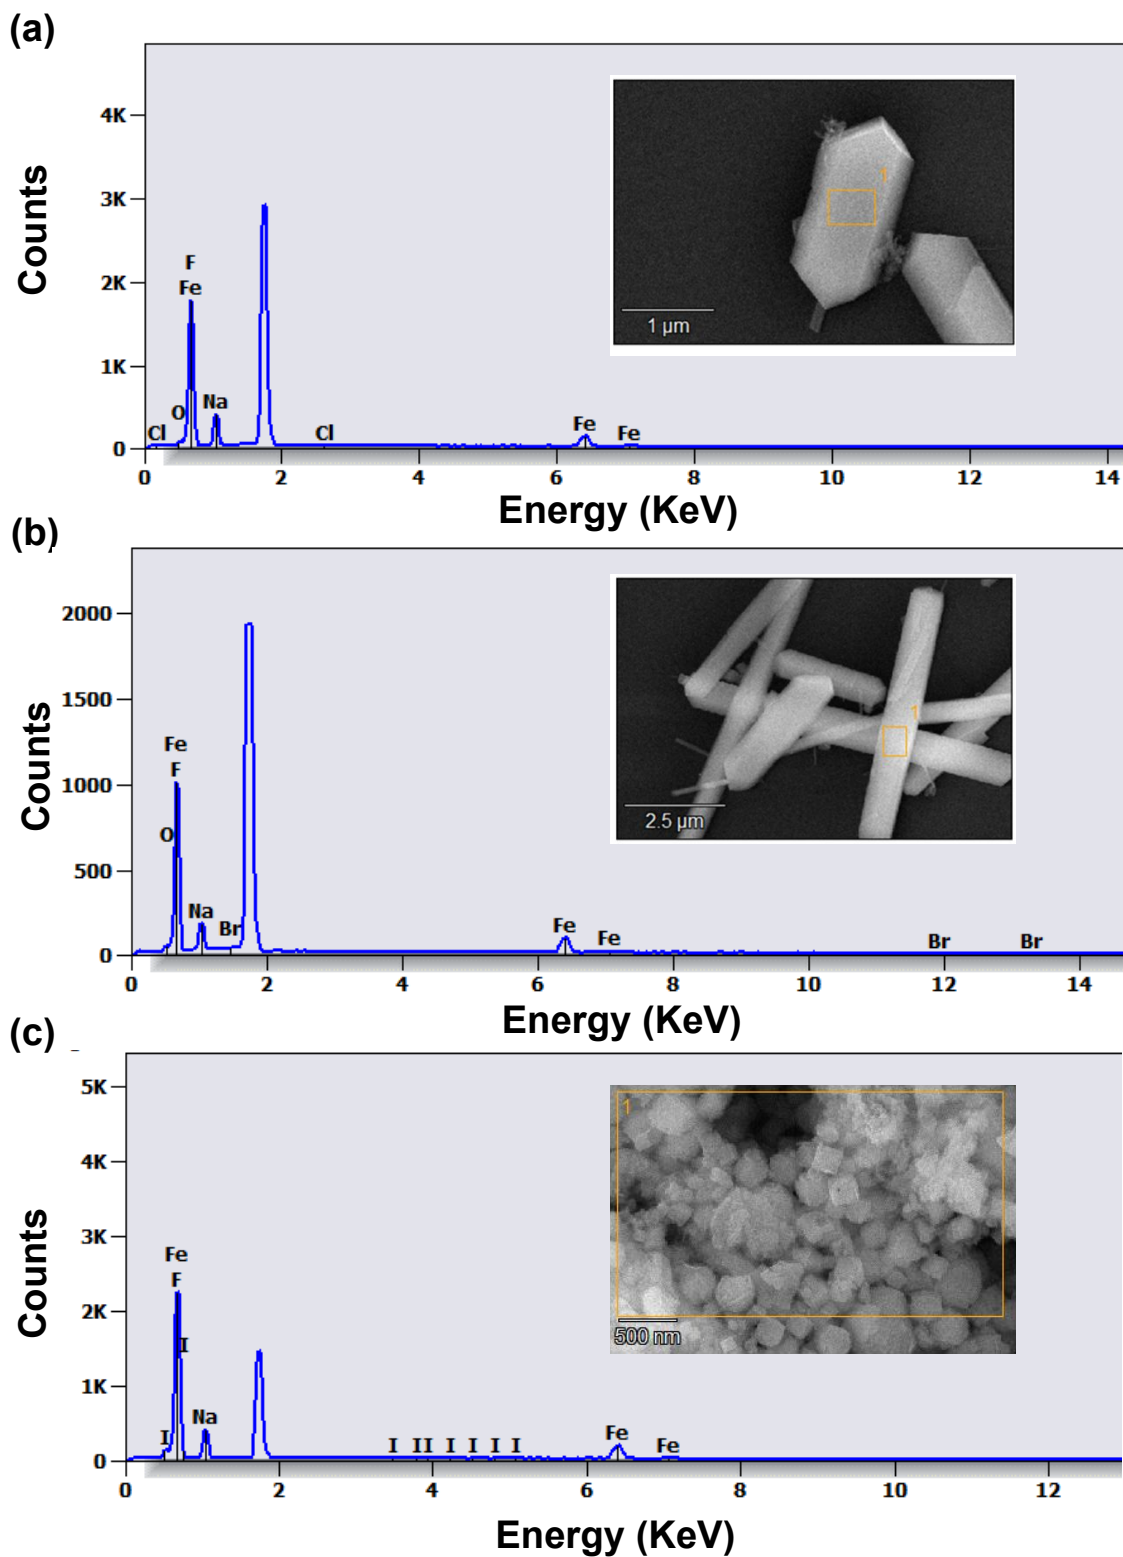 (a)
Counts
4K
3K
2K
1K
0
F
Fe
O
Na
Cl
Cl
Fe
Fe
1
1 µm
0 2 4 6 8 10 12 14
Energy (KeV)
(b)
Counts
2000
1500
1000
500
0
Fe
F
O
Na
Br
Fe
Fe
Br
Br
1
2.5 µm
0 2 4 6 8 10 12 14
Energy (KeV)
(c)
Counts
5K
4K
3K
2K
1K
0
Fe
F
I
I
Na
I I I I I I I
Fe
Fe
1
500 nm
0 2 4 6 8 10 12
Energy (KeV)